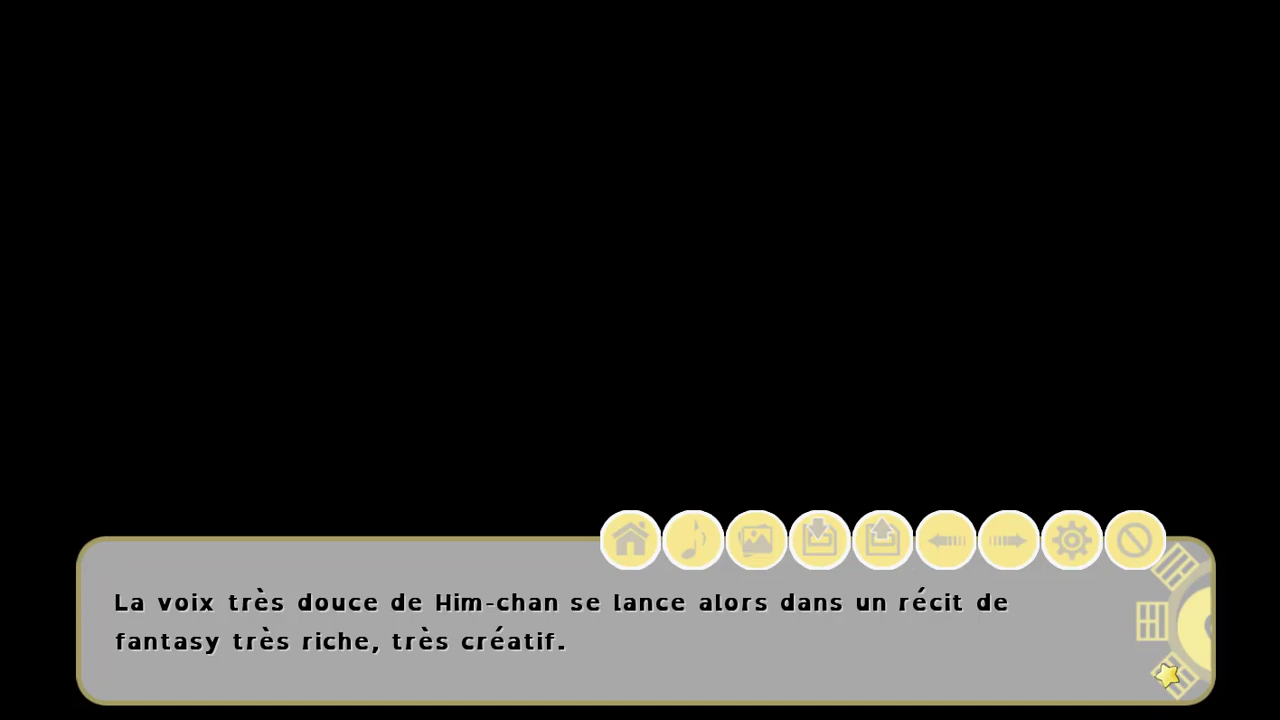 La voix très douce de Him-chan se lance alors dans un récit de
fantasy très riche, très créatif.